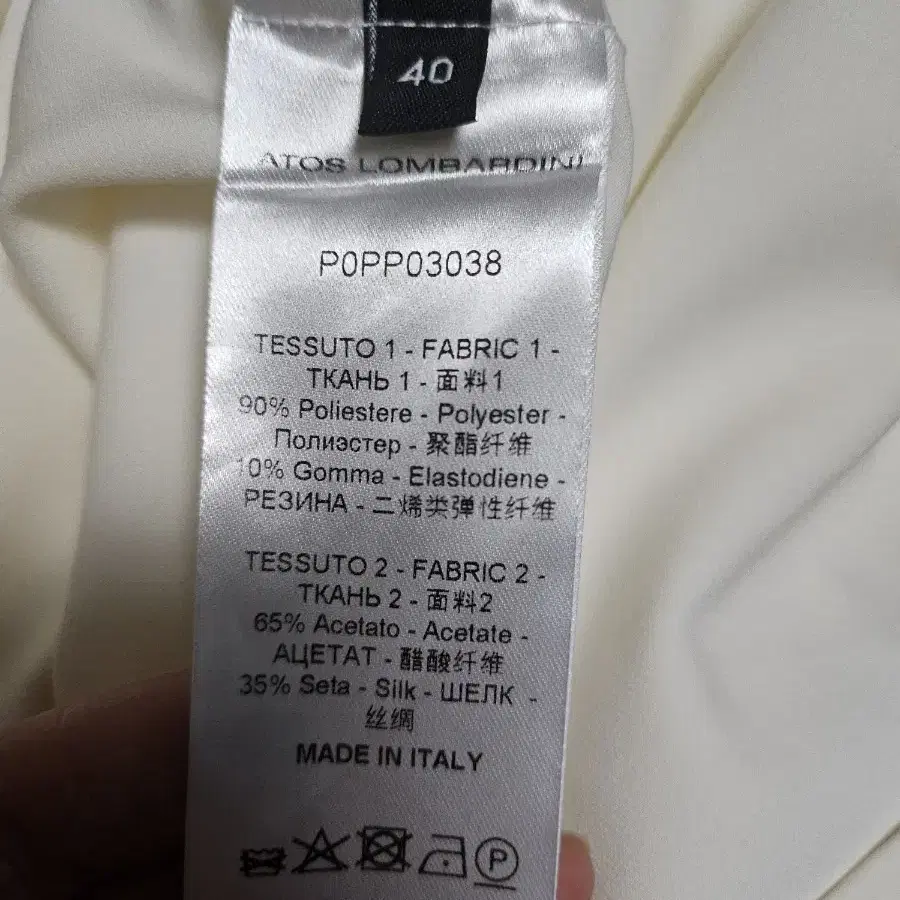 40
ATOS LOMBARDINI
P0PP03038
TESSUTO 1 - FABRIC 1 -
ТКАНЬ 1 - 面料1
90% Poliestere - Polyester -
Полиэстер - 聚酯纤维
10% Gomma - Elastodiene -
РЕЗИНА - 二烯类弹性纤维
TESSUTO 2 - FABRIC 2 -
ТКАНЬ 2 - 面料2
65% Acetato - Acetate -
АЦЕТАТ - 醋酸纤维
35% Seta - Silk - ШЕЛК -
丝绸
MADE IN ITALY
P